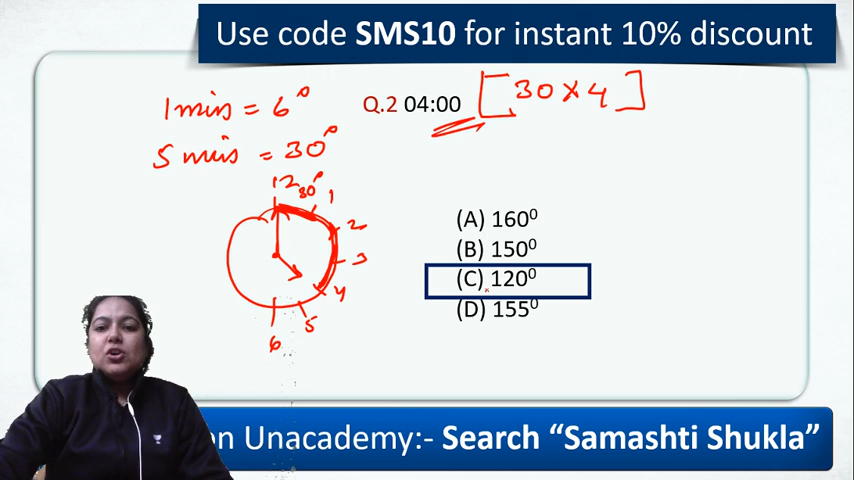 Use code SMS10 for instant 10% discount
1 min = 6°
Q.2 04:00 [30 × 4]
5 min = 30°
12
30°
1
2
3
4
5
6
(A) 160⁰
(B) 150⁰
(C) 120⁰
(D) 155⁰
an Unacademy:- Search “Samashti Shukla”